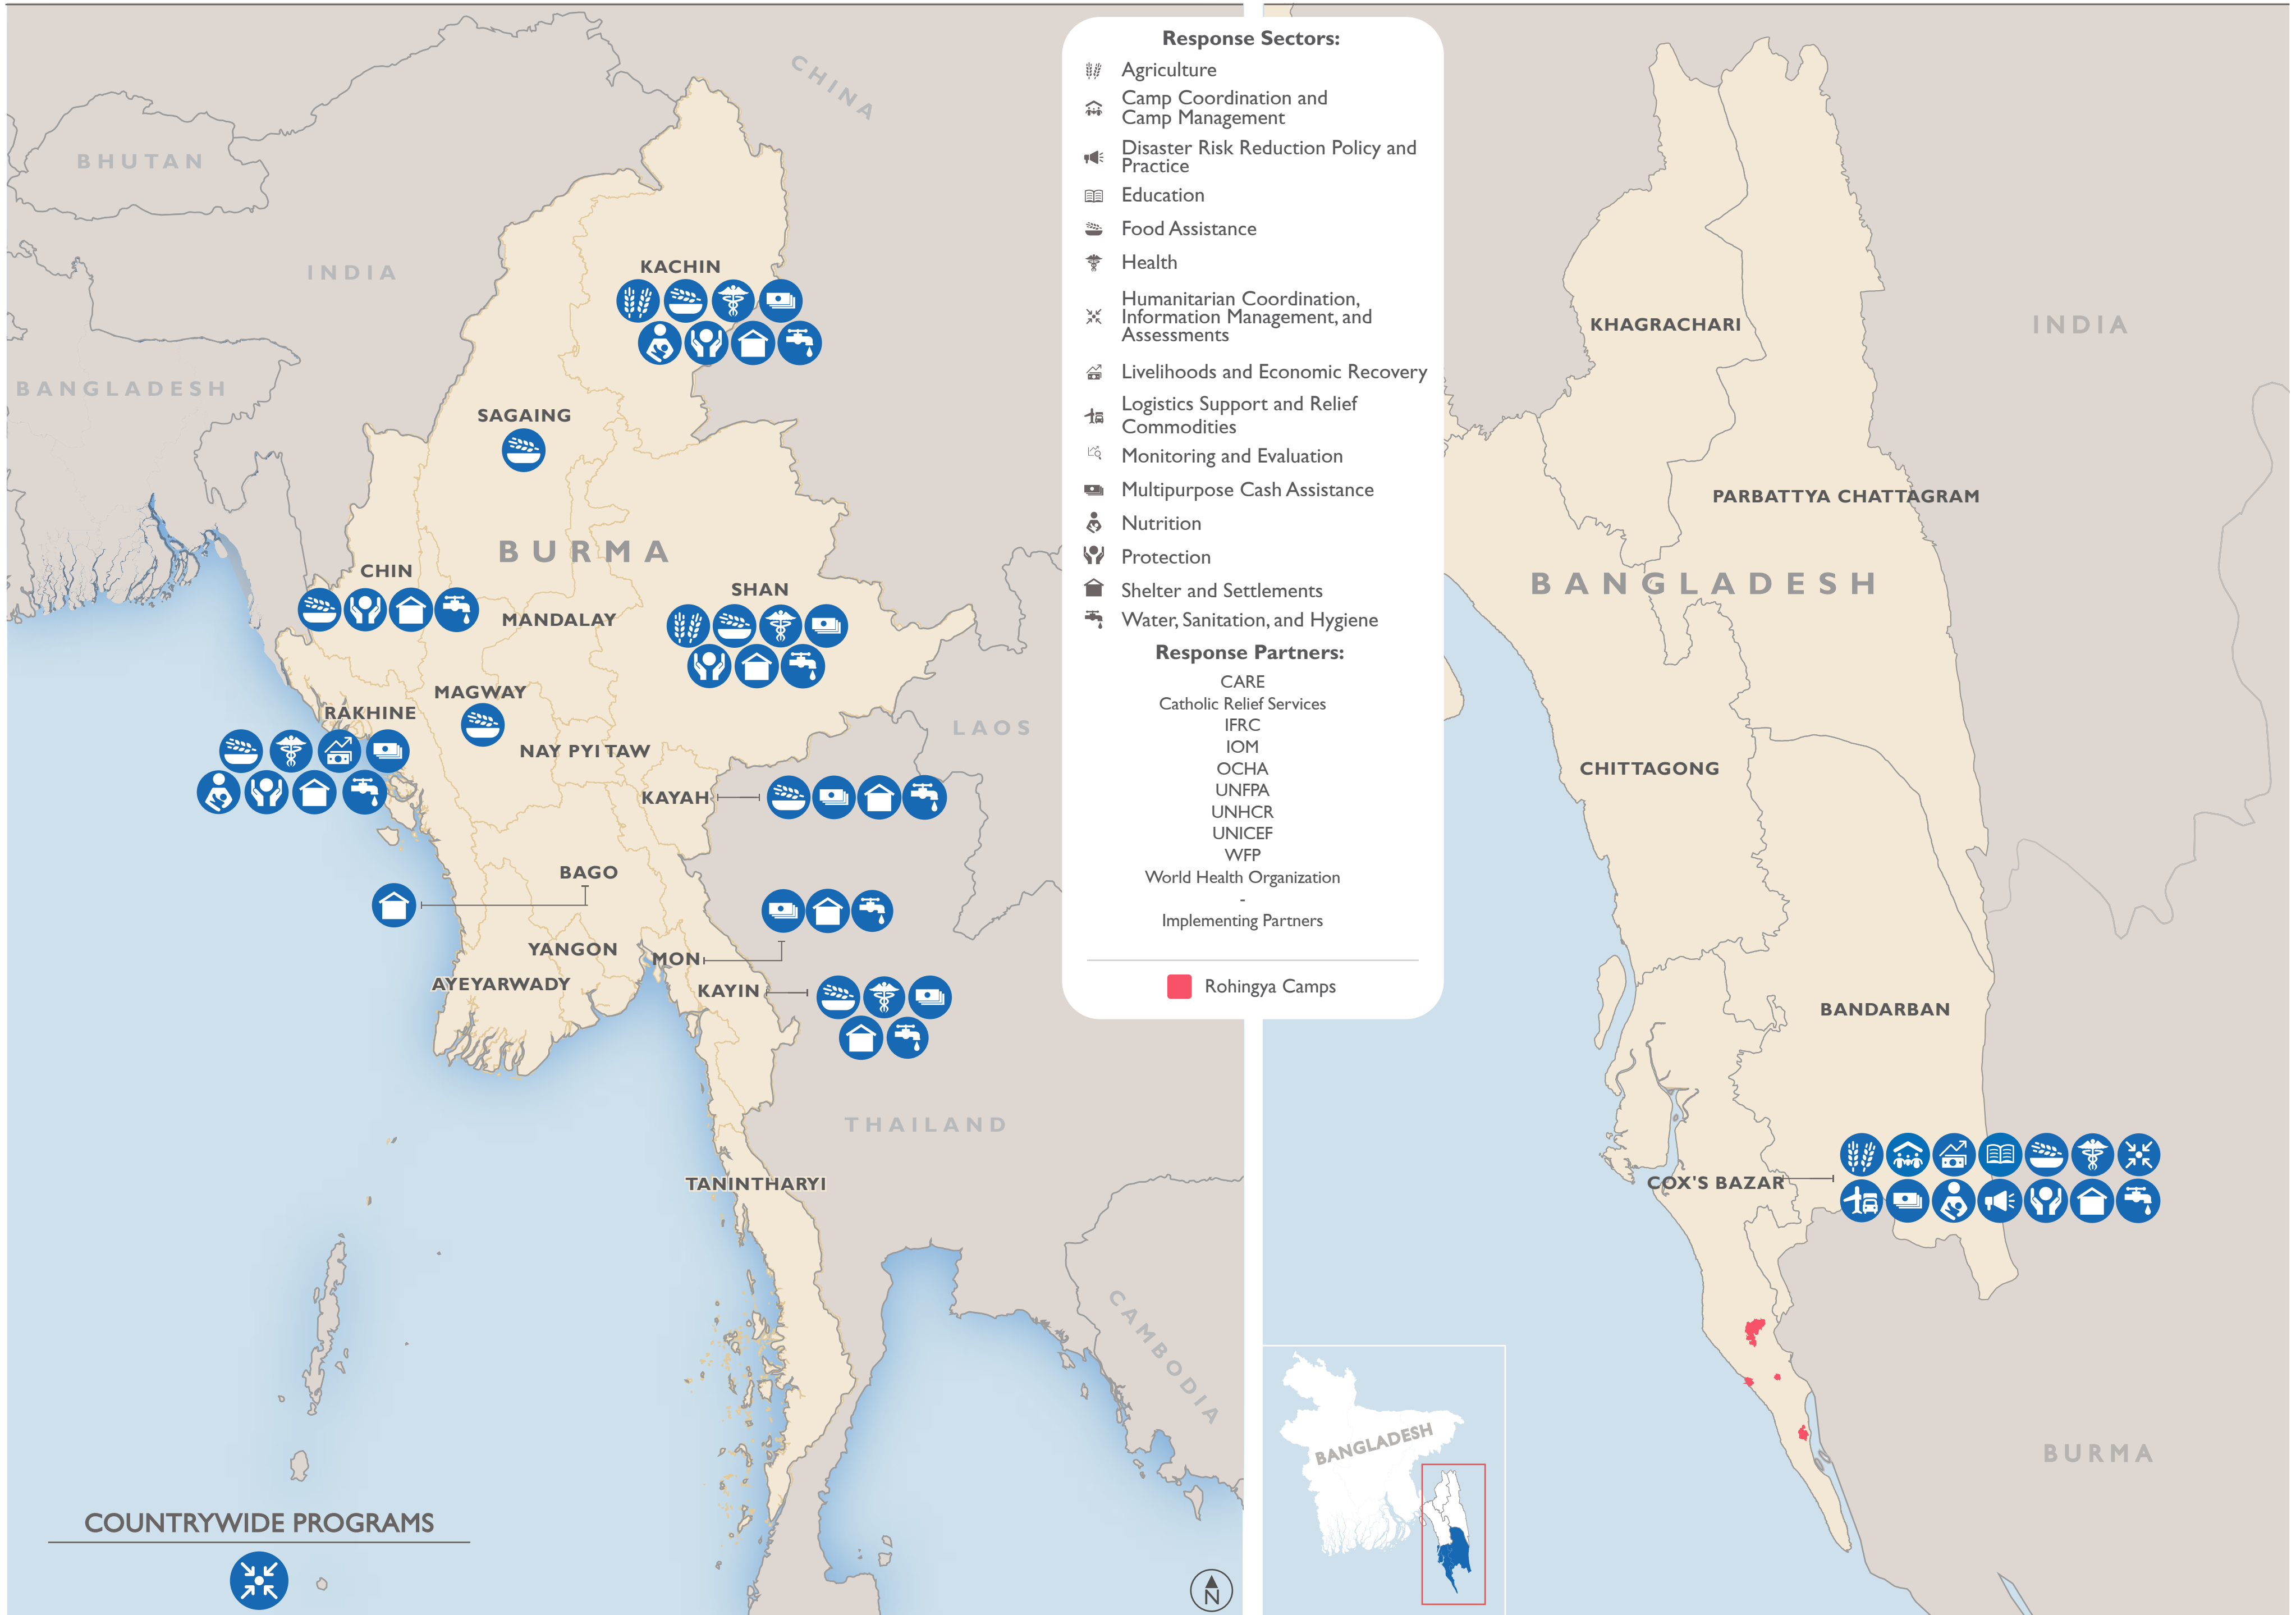 CHINA
BHUTAN
INDIA
BANGLADESH
KACHIN
SAGAING
BURMA
CHIN
SHAN
MANDALAY
MAGWAY
RAKHINE
NAY PYI TAW
LAOS
KAYAH
BAGO
YANGON
MON
AYEYARWADY
KAYIN
THAILAND
TANINTHARYI
CAMBODIA
COUNTRYWIDE PROGRAMS
N
Response Sectors:
Agriculture
Camp Coordination and
Camp Management
Disaster Risk Reduction Policy and
Practice
Education
Food Assistance
Health
Humanitarian Coordination,
Information Management, and
Assessments
Livelihoods and Economic Recovery
Logistics Support and Relief
Commodities
Monitoring and Evaluation
Multipurpose Cash Assistance
Nutrition
Protection
Shelter and Settlements
Water, Sanitation, and Hygiene
Response Partners:
CARE
Catholic Relief Services
IFRC
IOM
OCHA
UNFPA
UNHCR
UNICEF
WFP
World Health Organization
-
Implementing Partners
Rohingya Camps
KHAGRACHARI
INDIA
PARBATTYA CHATTAGRAM
BANGLADESH
CHITTAGONG
BANDARBAN
COX'S BAZAR
BANGLADESH
BURMA